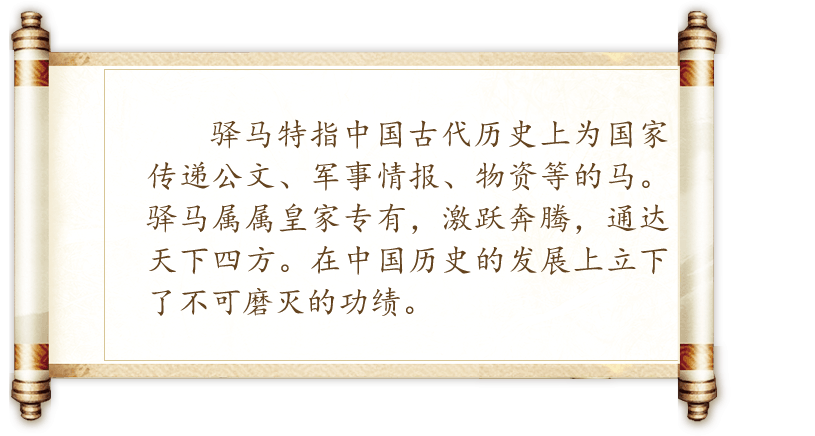 驿马特指中国古代历史上为国家
传递公文、军事情报、物资等的马。
驿马属属皇家专有，激跃奔腾，通达
天下四方。在中国历史的发展上立下
了不可磨灭的功绩。